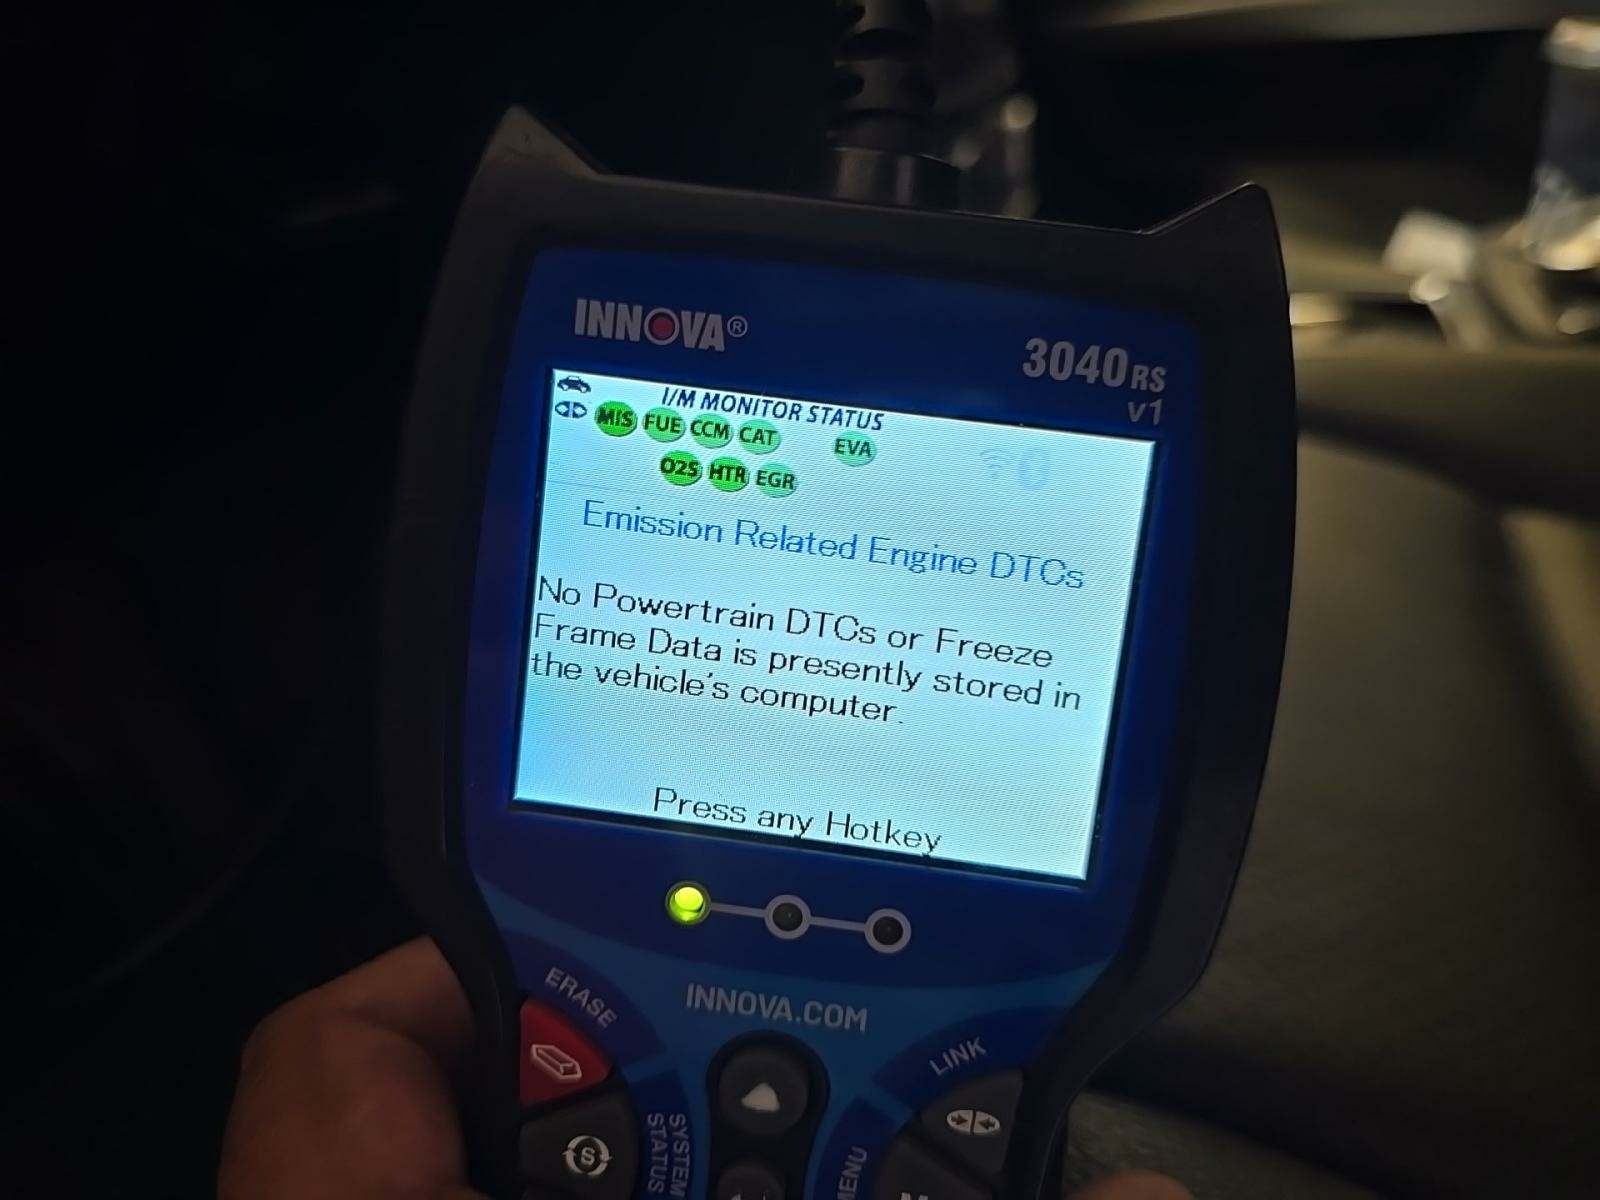 INNOVA®
3040RS
v1
I/M MONITOR STATUS
MIS FUE CCM CAT EVA
O2S HTR EGR
Emission Related Engine DTCs
No Powertrain DTCs or Freeze
Frame Data is presently stored in
the vehicle's computer.
Press any Hotkey
ERASE
INNOVA.COM
LINK
S
SYSTEM
STATUS